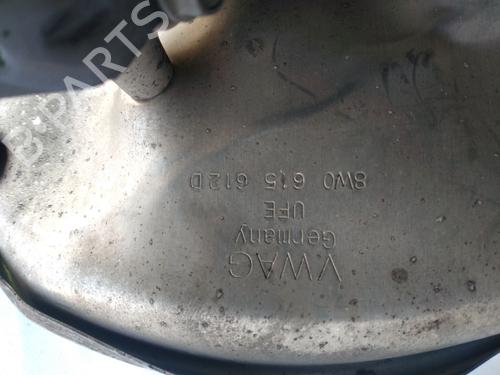 B-PARTS
VWAG
Germany
UFE
8W0 615 612D